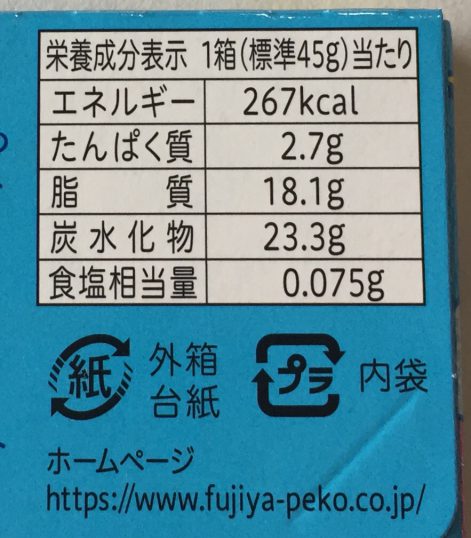 栄養成分表示 1箱(標準45g)当たり
エネルギー 267kcal
たんぱく質 2.7g
脂質 18.1g
炭水化物 23.3g
食塩相当量 0.075g
紙 外箱 台紙
プラ 内袋
ホームページ
https://www.fujiya-peko.co.jp/